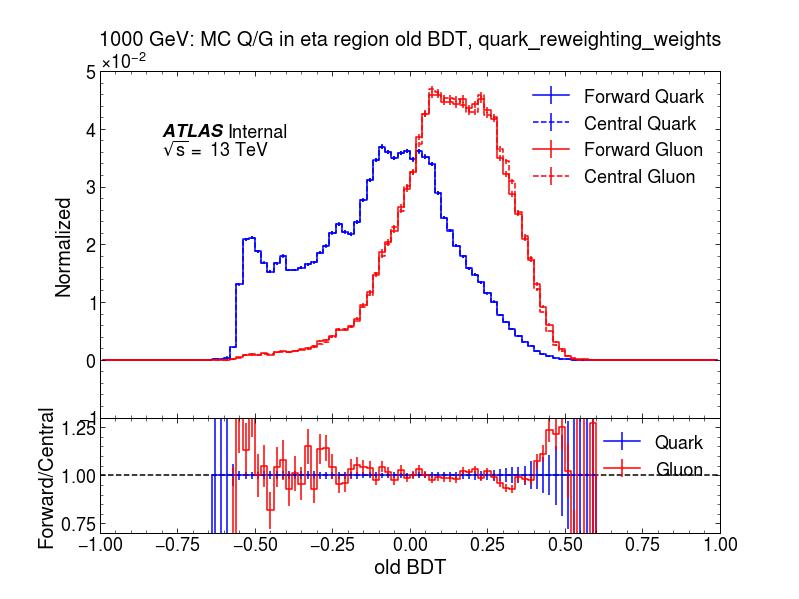 1000 GeV: MC Q/G in eta region old BDT, quark_reweighting_weights
×10⁻²
5
4
3
2
1
0
−1
Normalized
ATLAS Internal
√s = 13 TeV
Forward Quark
Central Quark
Forward Gluon
Central Gluon
1.25
1.00
0.75
Forward/Central
Quark
Gluon
−1.00 −0.75 −0.50 −0.25 0.00 0.25 0.50 0.75 1.00
old BDT